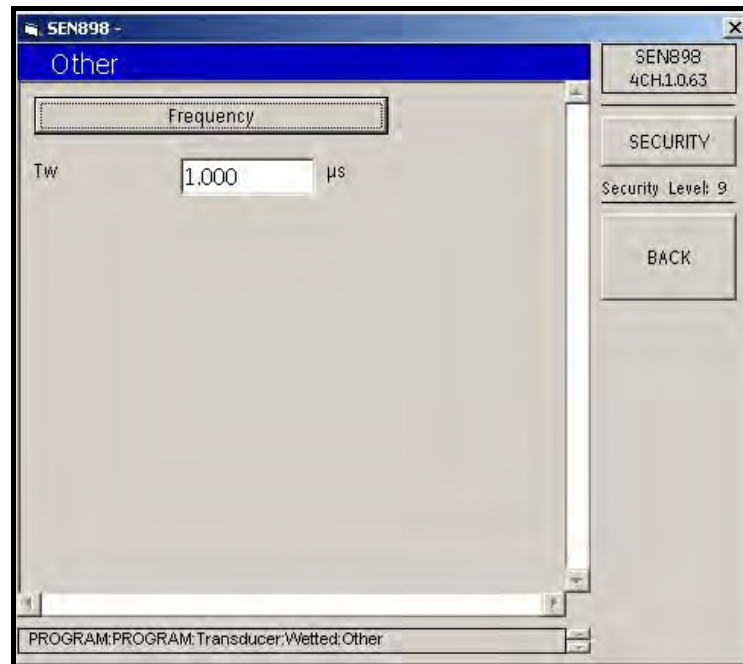 SEN898 -
Other
Frequency
Tw 1.000 µs
SEN898
4CH.1.0.63
SECURITY
Security Level: 9
BACK
PROGRAM:PROGRAM:Transducer:Wetted:Other